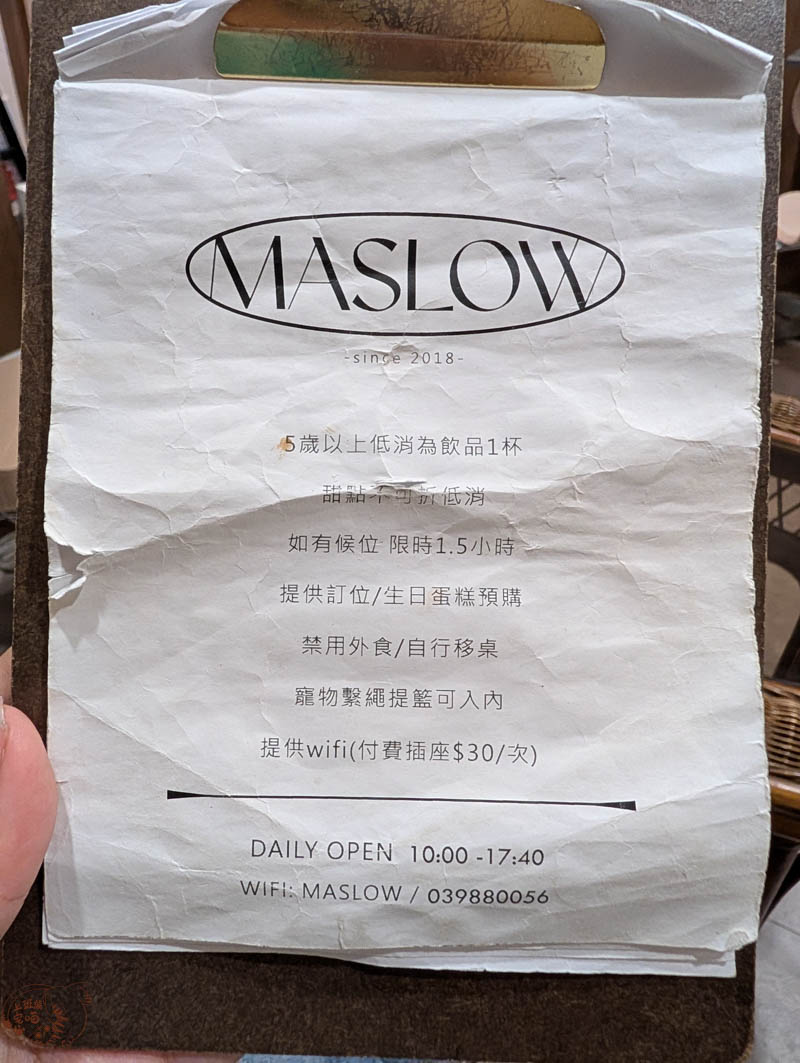 MASLOW
-since 2018-
5歲以上低消為飲品1杯
甜點不可折低消
如有候位 限時1.5小時
提供訂位/生日蛋糕預購
禁用外食/自行移桌
寵物繫繩提籃可入內
提供wifi(付費插座$30/次)
DAILY OPEN 10:00 -17:40
WIFI: MASLOW / 039880056